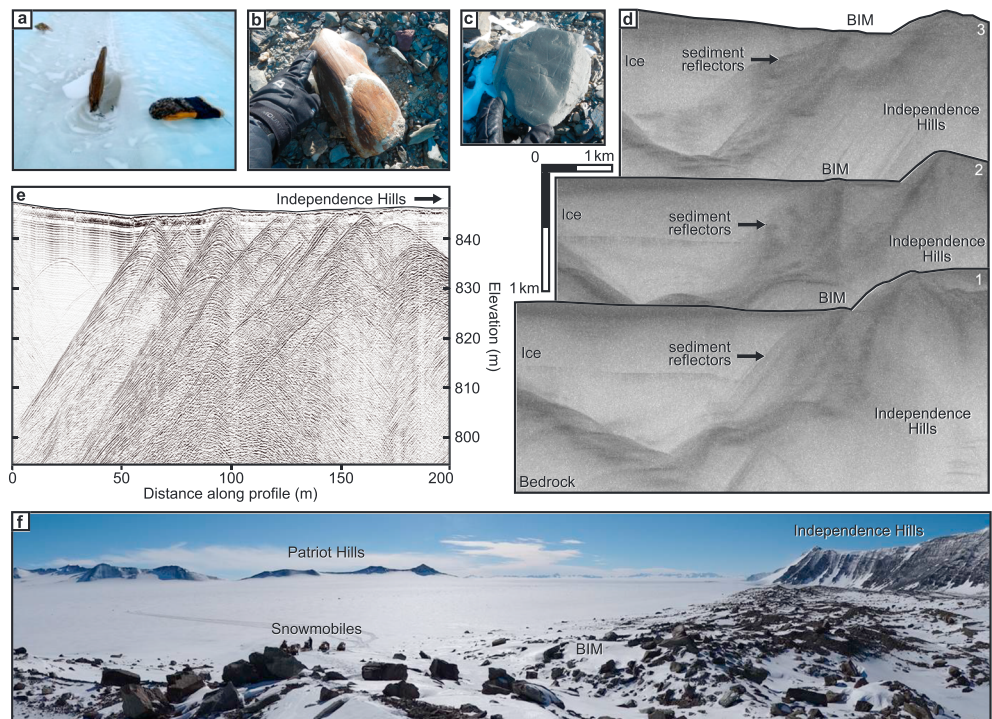 a
b
c
d
BIM
3
Ice
sediment
reflectors
Independence
Hills
0
1 km
1 km
BIM
2
Ice
sediment
reflectors
Independence
Hills
BIM
1
Ice
sediment
reflectors
Independence
Hills
Bedrock
e
Independence Hills
840
830
820
810
800
Elevation (m)
0
50
100
150
200
Distance along profile (m)
f
Patriot Hills
Independence Hills
Snowmobiles
BIM